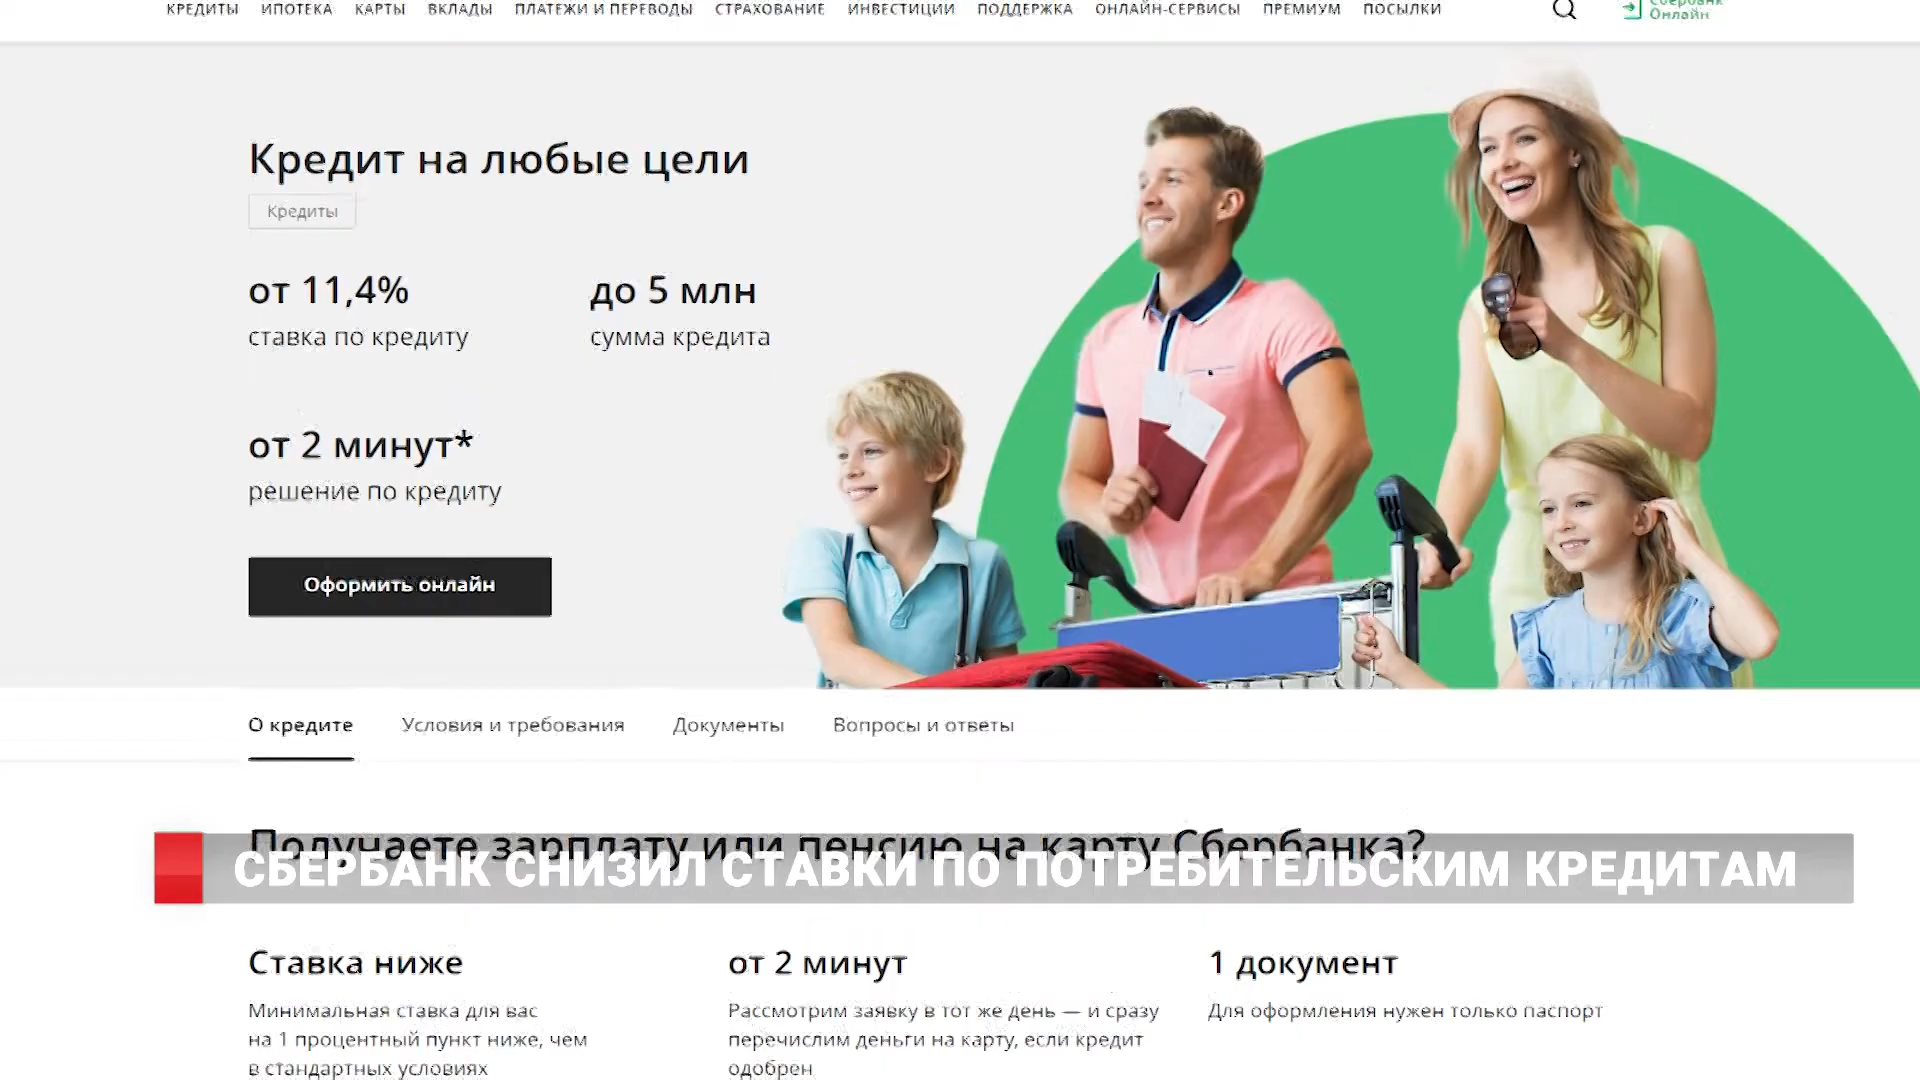 КРЕДИТЫ ИПОТЕКА КАРТЫ ВКЛАДЫ ПЛАТЕЖИ И ПЕРЕВОДЫ СТРАХОВАНИЕ ИНВЕСТИЦИИ ПОДДЕРЖКА ОНЛАЙН-СЕРВИСЫ ПРЕМИУМ ПОСЫЛКИ
Сбербанк
Онлайн
Кредит на любые цели
Кредиты
от 11,4% до 5 млн
ставка по кредиту сумма кредита
от 2 минут*
решение по кредиту
Оформить онлайн
О кредите Условия и требования Документы Вопросы и ответы
Получаете зарплату или пенсию на карту Сбербанка?
СБЕРБАНК СНИЗИЛ СТАВКИ ПО ПОТРЕБИТЕЛЬСКИМ КРЕДИТАМ
Ставка ниже от 2 минут 1 документ
Минимальная ставка для вас Рассмотрим заявку в тот же день — и сразу Для оформления нужен только паспорт
на 1 процентный пункт ниже, чем перечислим деньги на карту, если кредит
в стандартных условиях одобрен